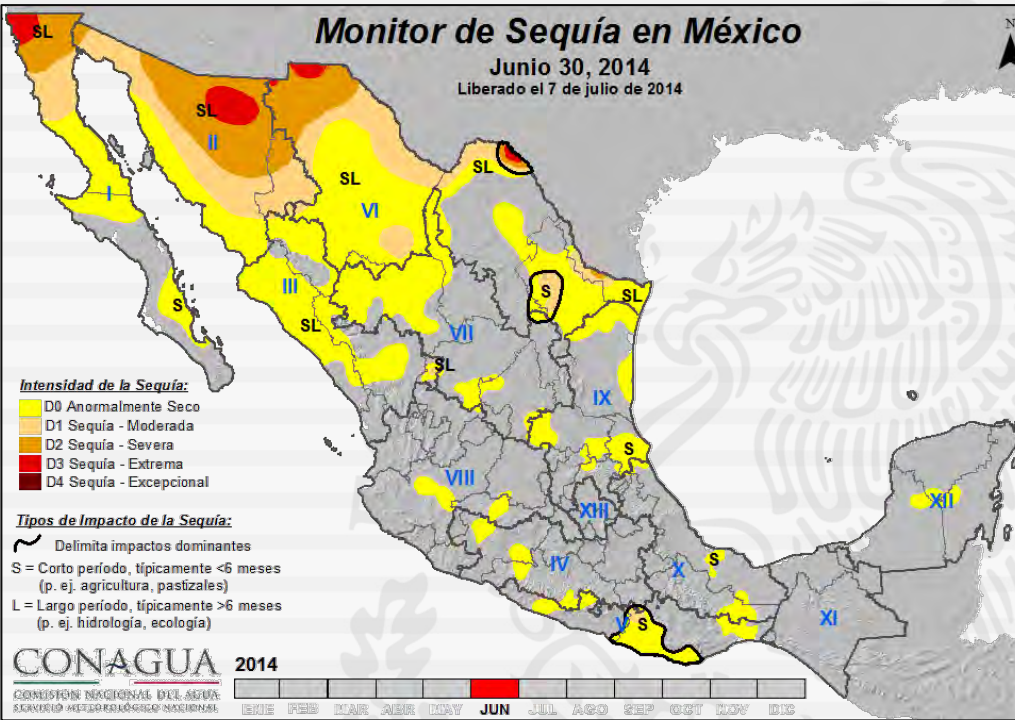 Monitor de Sequía en México
Junio 30, 2014
Liberado el 7 de julio de 2014
N
SL
SL
II
I
S
SL
VI
SL
III
SL
S
SL
VII
SL
IX
S
VIII
XIII
IV
X
S
V
S
XI
XII
Intensidad de la Sequía:
D0 Anormalmente Seco
D1 Sequía - Moderada
D2 Sequía - Severa
D3 Sequía - Extrema
D4 Sequía - Excepcional
Tipos de Impacto de la Sequía:
Delimita impactos dominantes
S = Corto período, típicamente <6 meses
(p. ej. agricultura, pastizales)
L = Largo período, típicamente >6 meses
(p. ej. hidrología, ecología)
CONAGUA
COMISIÓN NACIONAL DEL AGUA
SERVICIO METEOROLÓGICO NACIONAL
2014
ENE FEB MAR ABR MAY JUN JUL AGO SEP OCT NOV DIC